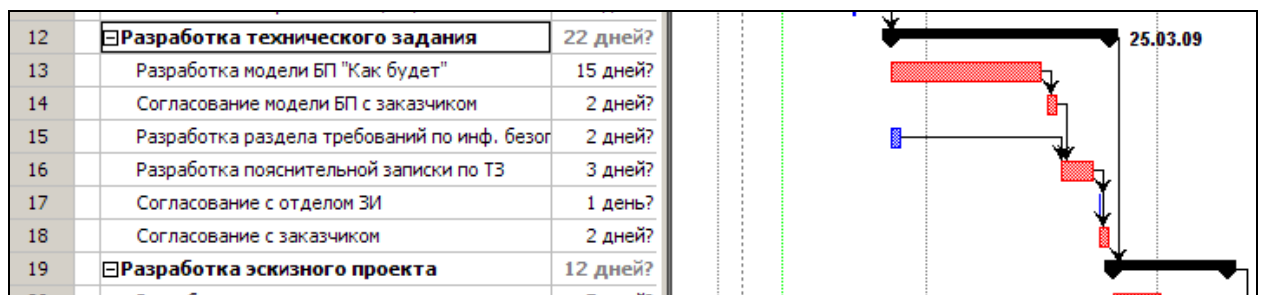 12 Разработка технического задания 22 дней? 25.03.09
13 Разработка модели БП "Как будет" 15 дней?
14 Согласование модели БП с заказчиком 2 дней?
15 Разработка раздела требований по инф. безог 2 дней?
16 Разработка пояснительной записки по ТЗ 3 дней?
17 Согласование с отделом ЗИ 1 день?
18 Согласование с заказчиком 2 дней?
19 Разработка эскизного проекта 12 дней?